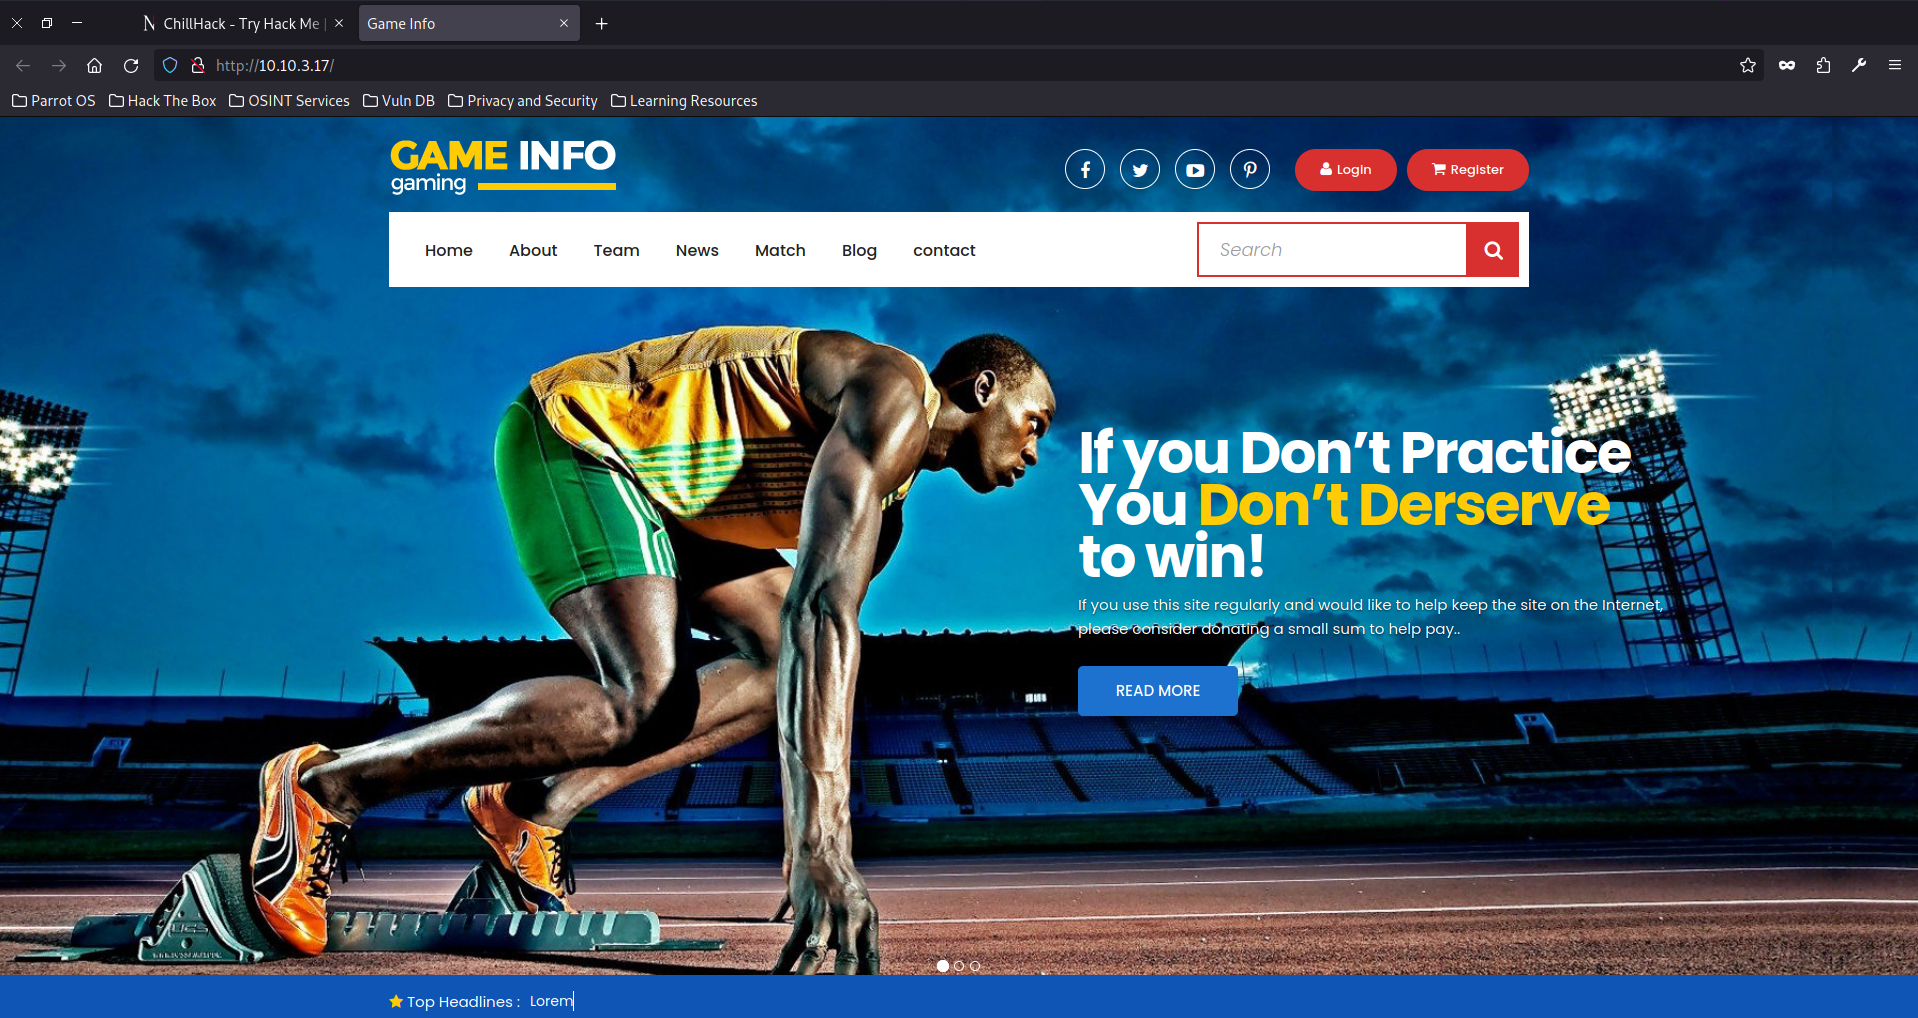 ChillHack - Try Hack Me |
Game Info
http://10.10.3.17/
Parrot OS Hack The Box OSINT Services Vuln DB Privacy and Security Learning Resources
GAME INFO
gaming
Login Register
Home About Team News Match Blog contact
Search
If you Don't Practice
You Don't Derserve
to win!
If you use this site regularly and would like to help keep the site on the Internet,
please consider donating a small sum to help pay..
READ MORE
Top Headlines : Lorem